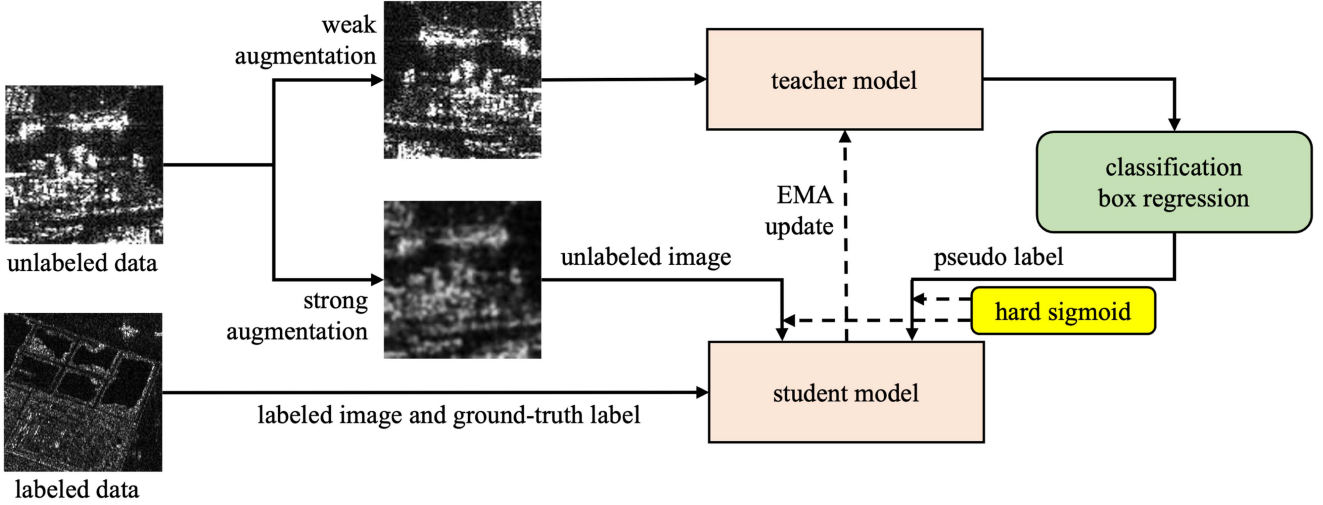 weak
augmentation
teacher model
classification
box regression
EMA
update
unlabeled data
unlabeled image
pseudo label
strong
augmentation
hard sigmoid
student model
labeled image and ground-truth label
labeled data